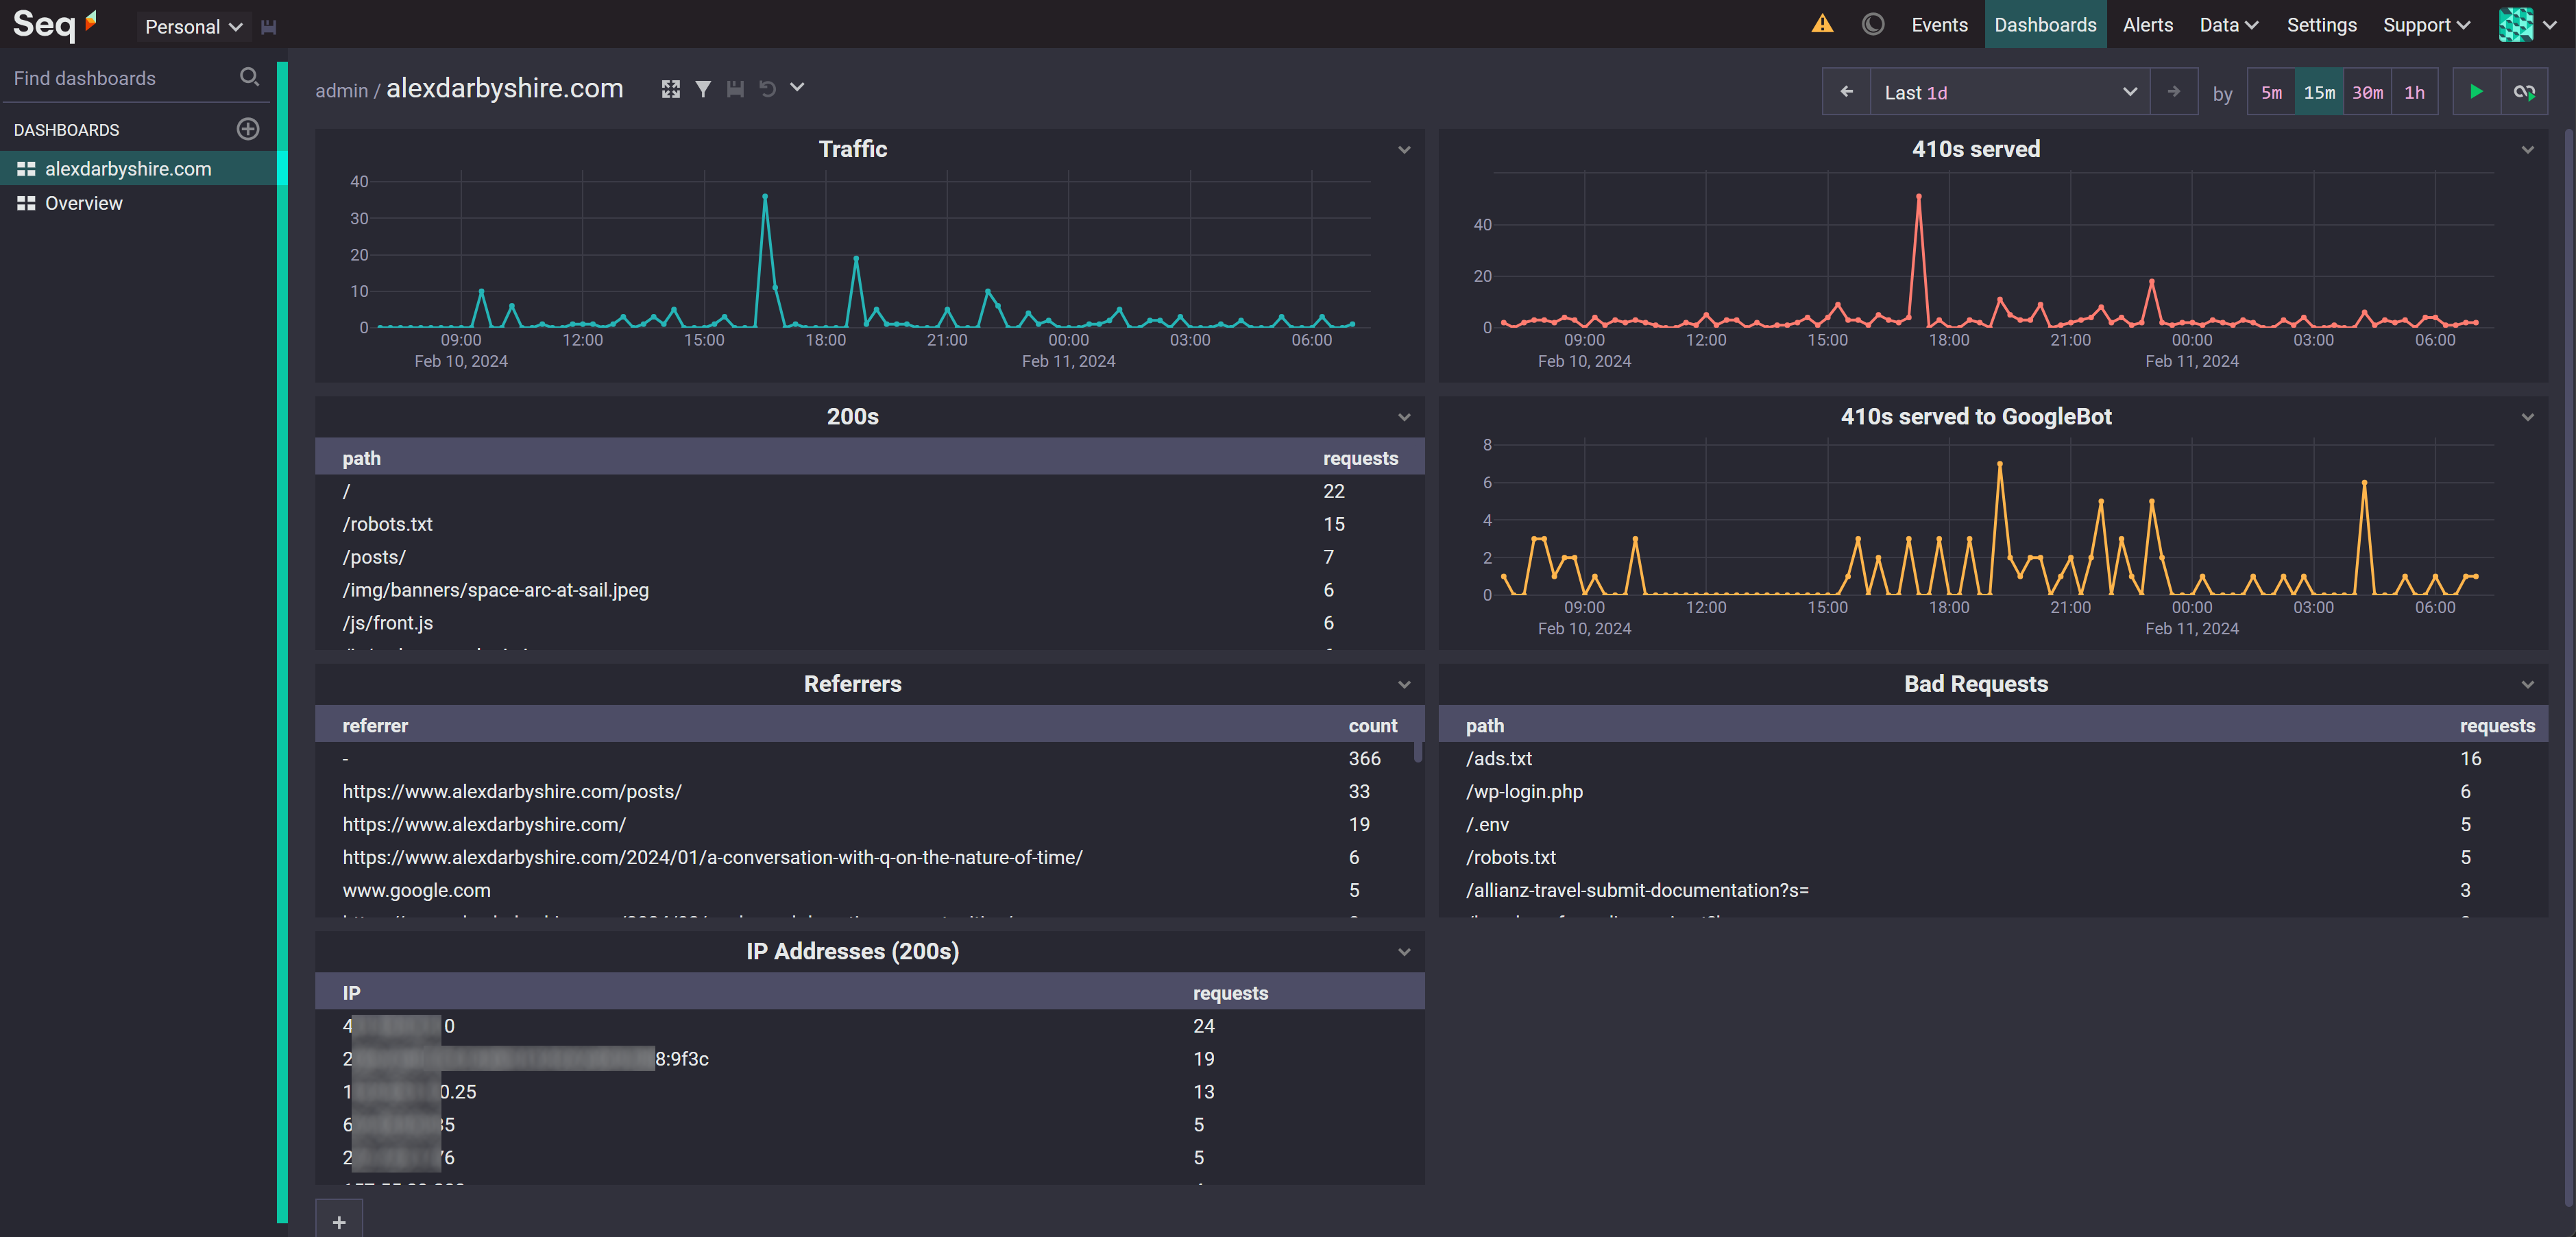 Seq
Personal
Events
Dashboards
Alerts
Data
Settings
Support
Find dashboards
DASHBOARDS
alexdarbyshire.com
Overview
admin / alexdarbyshire.com
Last 1d
by
5m 15m 30m 1h
Traffic
40
30
20
10
0
09:00 12:00 15:00 18:00 21:00 00:00 03:00 06:00
Feb 10, 2024 Feb 11, 2024
410s served
40
20
0
09:00 12:00 15:00 18:00 21:00 00:00 03:00 06:00
Feb 10, 2024 Feb 11, 2024
200s
path requests
/ 22
/robots.txt 15
/posts/ 7
/img/banners/space-arc-at-sail.jpeg 6
/js/front.js 6
410s served to GoogleBot
8
6
4
2
0
09:00 12:00 15:00 18:00 21:00 00:00 03:00 06:00
Feb 10, 2024 Feb 11, 2024
Referrers
referrer count
- 366
https://www.alexdarbyshire.com/posts/ 33
https://www.alexdarbyshire.com/ 19
https://www.alexdarbyshire.com/2024/01/a-conversation-with-q-on-the-nature-of-time/ 6
www.google.com 5
Bad Requests
path requests
/ads.txt 16
/wp-login.php 6
/.env 5
/robots.txt 5
/allianz-travel-submit-documentation?s= 3
IP Addresses (200s)
IP requests
4 0 24
2 8:9f3c 19
1 0.25 13
6 5 5
2 6 5
+